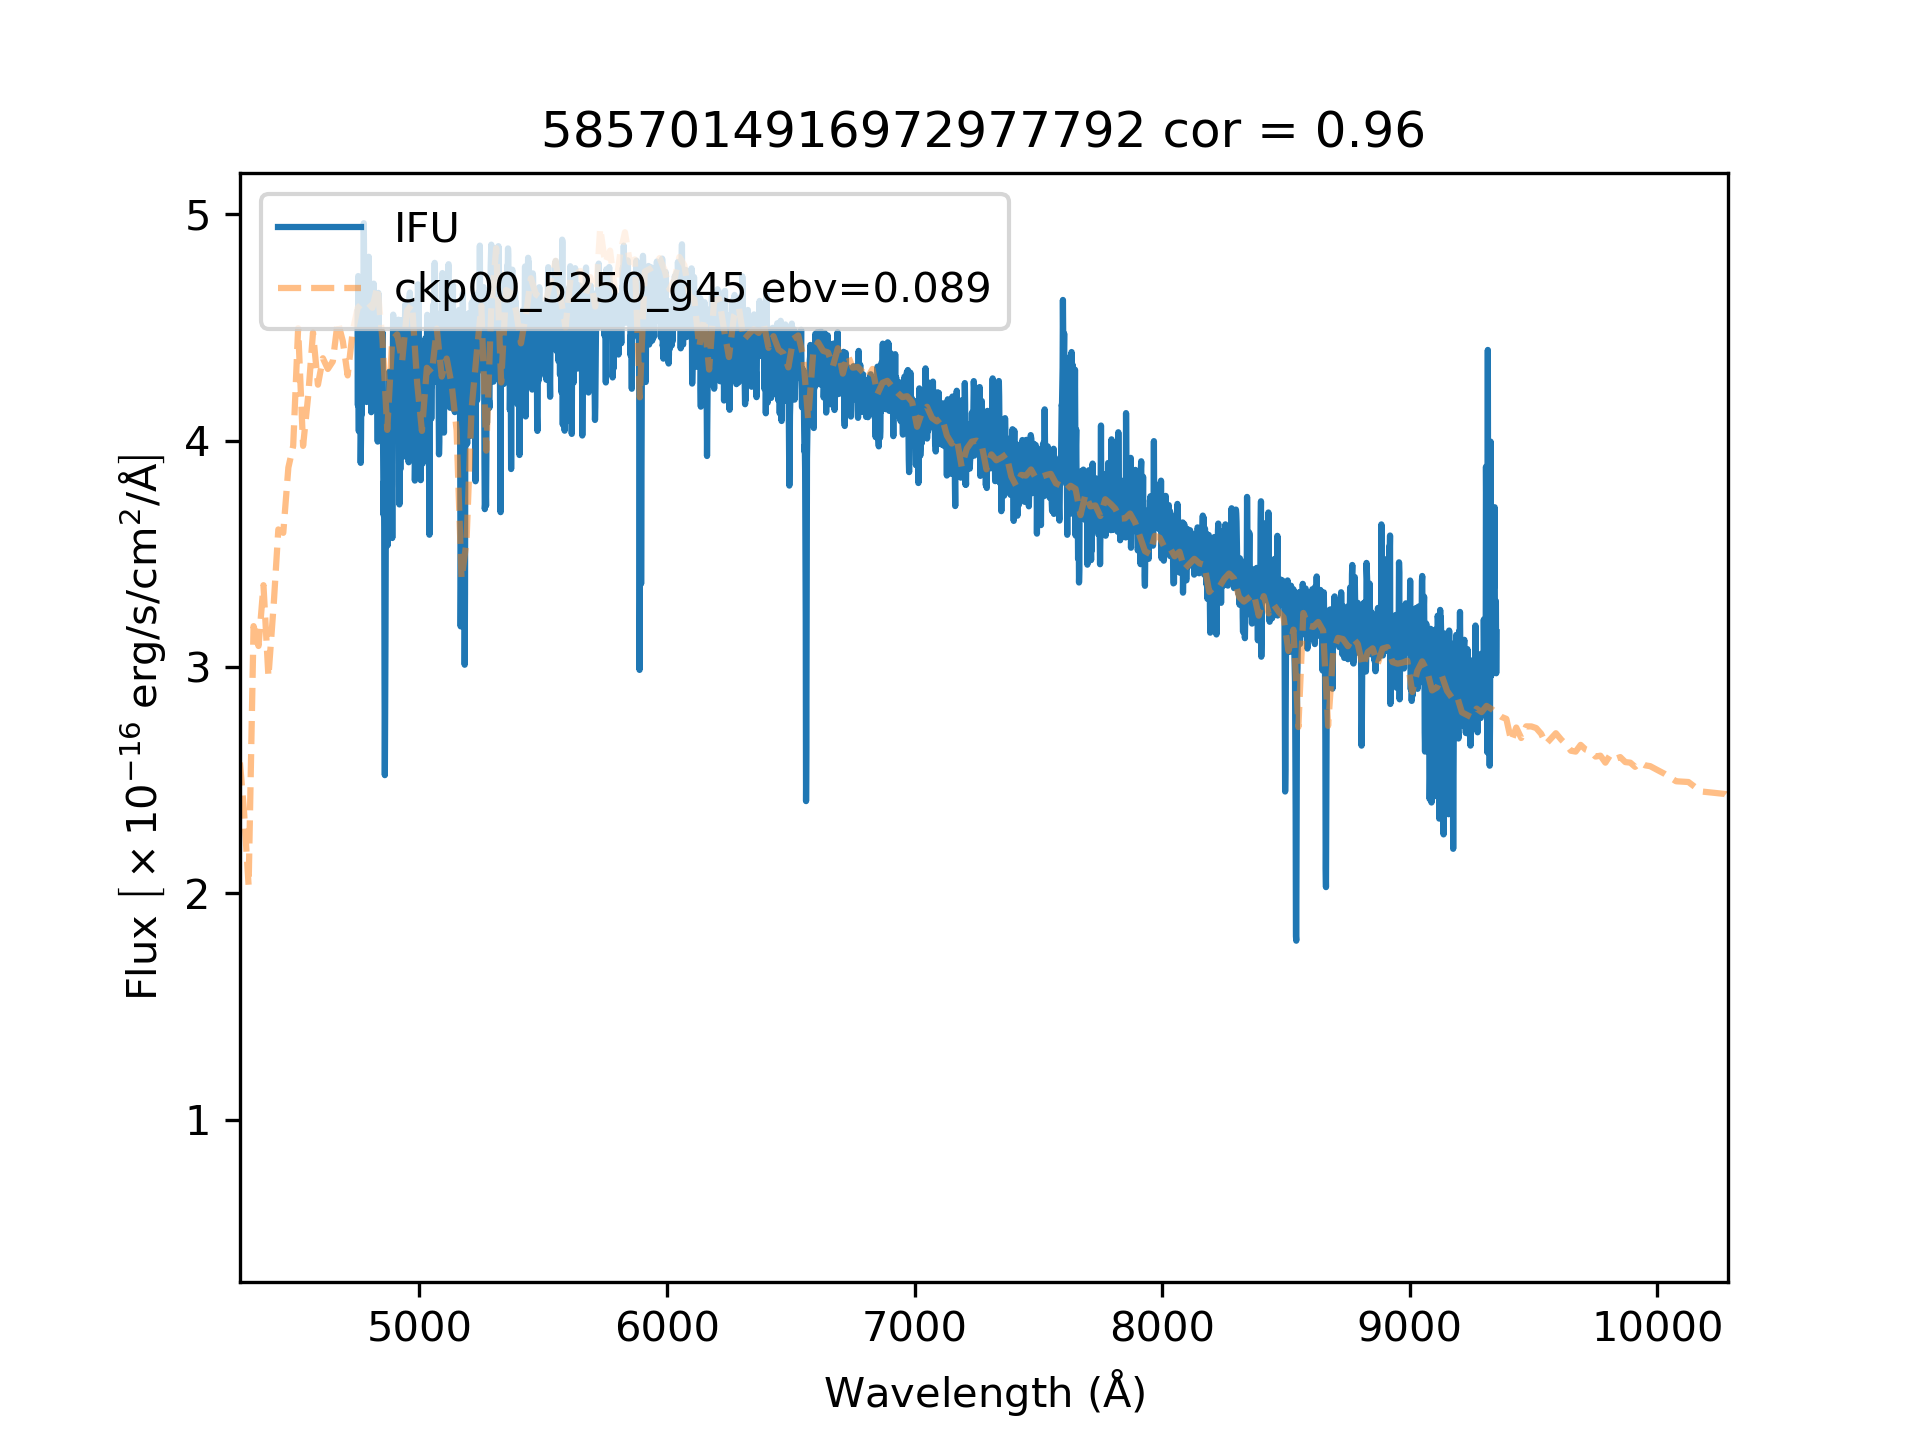 5857014916972977792 cor = 0.96
IFU
ckp00_5250_g45 ebv=0.089
Flux [× 10⁻¹⁶ erg/s/cm²/Å]
5
4
3
2
1
5000 6000 7000 8000 9000 10000
Wavelength (Å)